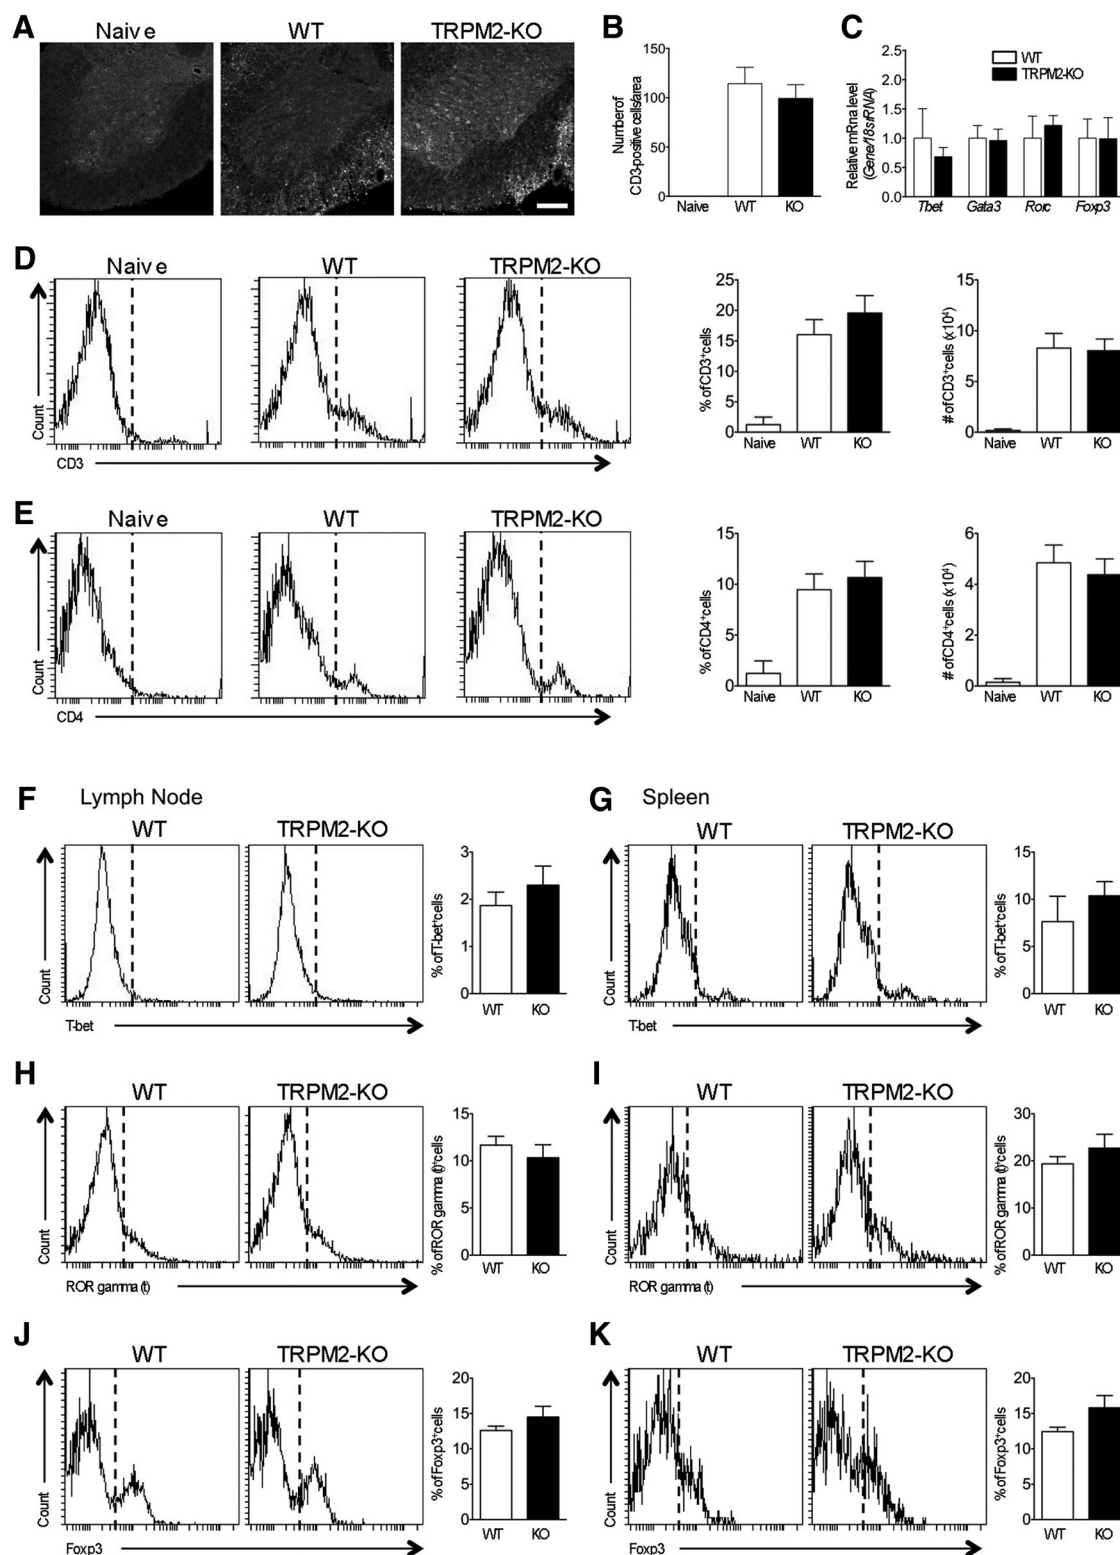 A
Naive WT TRPM2-KO
B
Number of
CD3-positive cells/area
150
100
50
0
Naive WT KO
C
Relative mRna level
(Gene/18srRNA)
2.5
2.0
1.5
1.0
0.5
0.0
WT
TRPM2-KO
Tbet Gata3 Rorc Foxp3
D
Naive WT TRPM2-KO
Count
CD3
% of CD3+ cells
25
20
15
10
5
0
Naive WT KO
# of CD3+ cells (x10⁴)
15
10
5
0
Naive WT KO
E
Naive WT TRPM2-KO
Count
CD4
% of CD4+ cells
15
10
5
0
Naive WT KO
# of CD4+ cells (x10⁴)
6
4
2
0
Naive WT KO
F Lymph Node
WT TRPM2-KO
Count
T-bet
% of T-bet+ cells
3
2
1
0
WT KO
G Spleen
WT TRPM2-KO
Count
T-bet
% of T-bet+ cells
15
10
5
0
WT KO
H
WT TRPM2-KO
Count
ROR gamma (t)
% of ROR gamma (t)+ cells
15
10
5
0
WT KO
I
WT TRPM2-KO
Count
ROR gamma (t)
% of ROR gamma (t)+ cells
30
20
10
0
WT KO
J
WT TRPM2-KO
Count
Foxp3
% of Foxp3+ cells
20
15
10
5
0
WT KO
K
WT TRPM2-KO
Count
Foxp3
% of Foxp3+ cells
20
15
10
5
0
WT KO